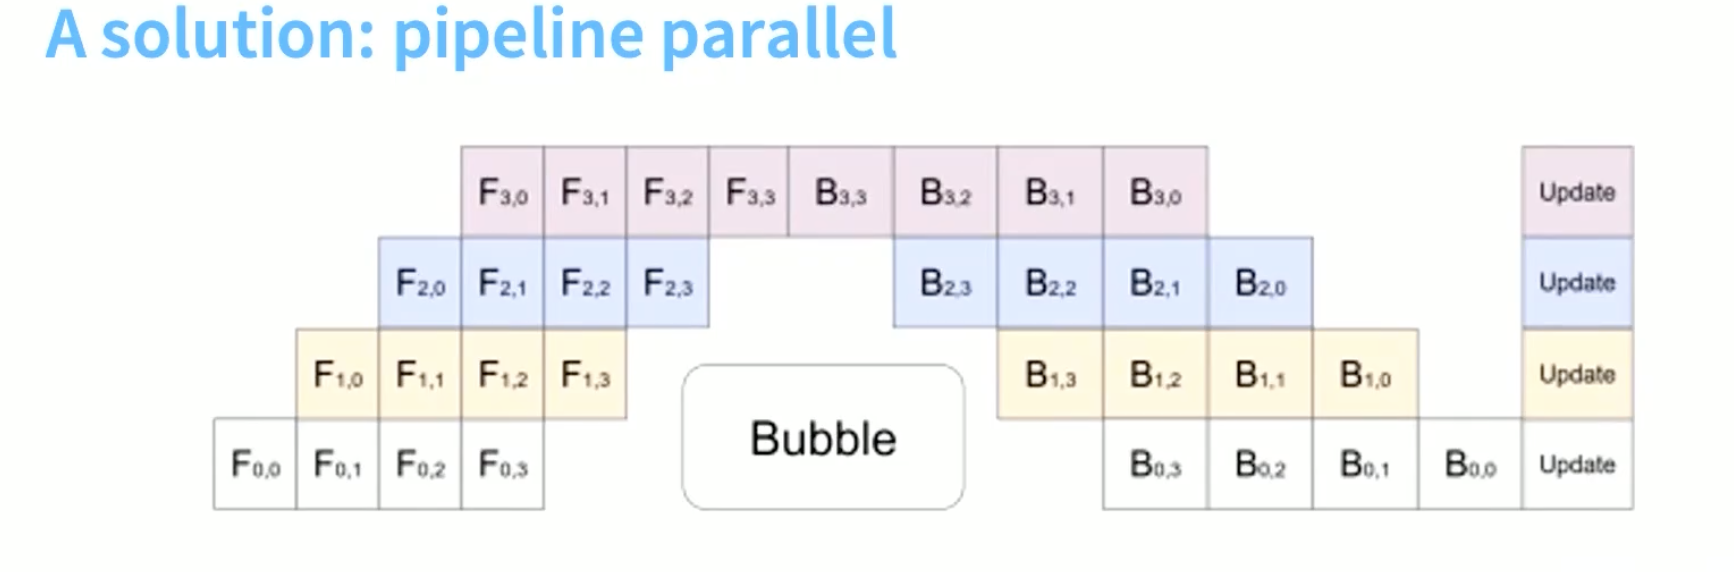 A solution: pipeline parallel
F3,0 F3,1 F3,2 F3,3 B3,3 B3,2 B3,1 B3,0 Update
F2,0 F2,1 F2,2 F2,3 B2,3 B2,2 B2,1 B2,0 Update
F1,0 F1,1 F1,2 F1,3 B1,3 B1,2 B1,1 B1,0 Update
Bubble
F0,0 F0,1 F0,2 F0,3 B0,3 B0,2 B0,1 B0,0 Update